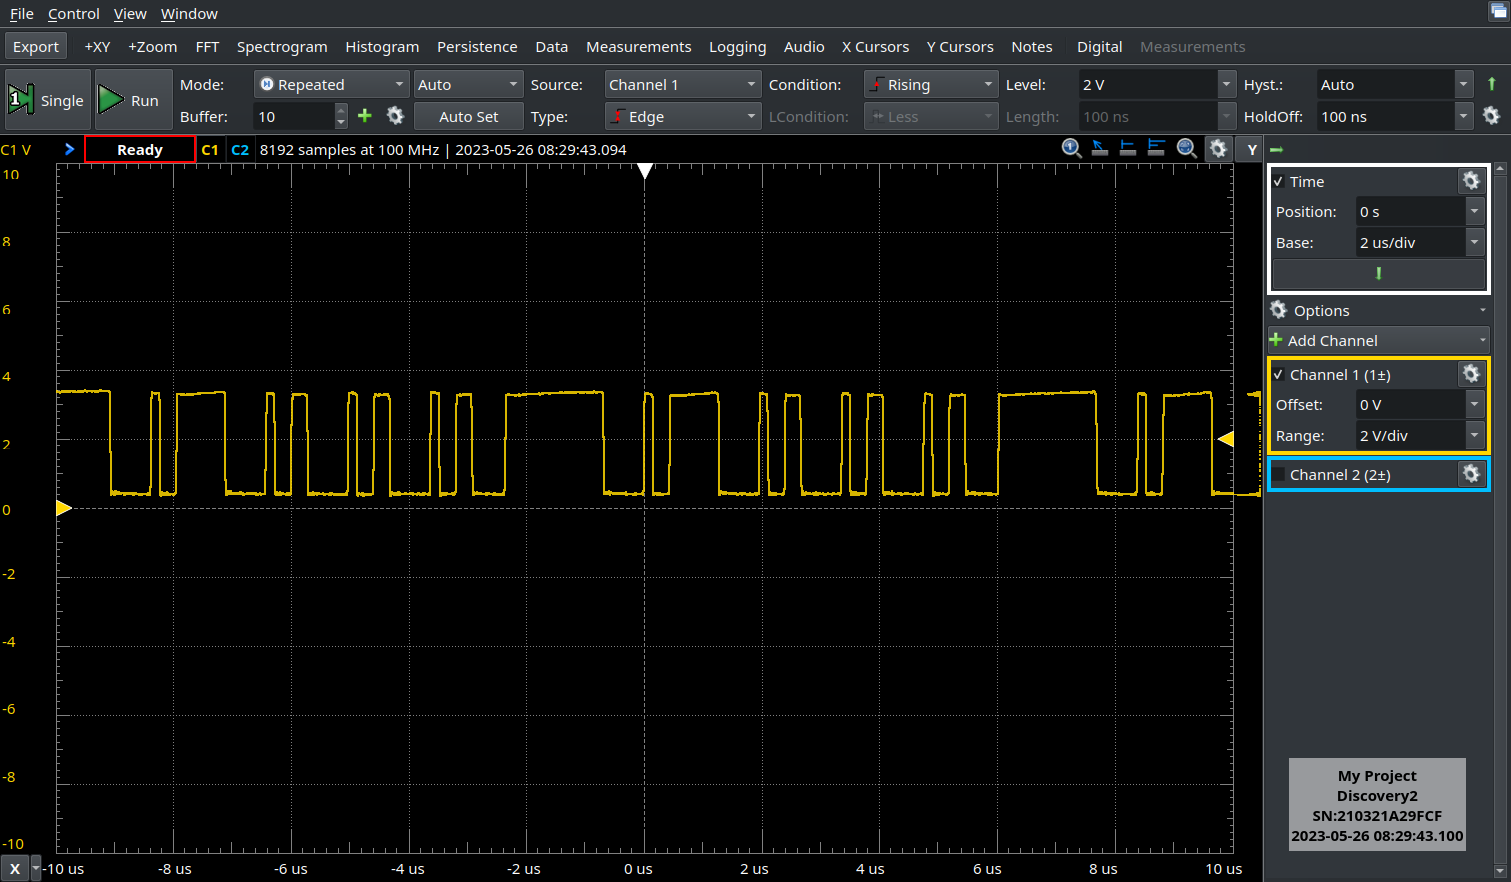 File Control View Window
Export +XY +Zoom FFT Spectrogram Histogram Persistence Data Measurements Logging Audio X Cursors Y Cursors Notes Digital Measurements
1 Single Run Mode: Repeated Auto Source: Channel 1 Condition: Rising Level: 2 V Hyst.: Auto
Buffer: 10 Auto Set Type: Edge LCondition: Less Length: 100 ns HoldOff: 100 ns
C1 V Ready C1 C2 8192 samples at 100 MHz | 2023-05-26 08:29:43.094 Y
10
8
6
4
2
0
-2
-4
-6
-8
-10
X -10 us -8 us -6 us -4 us -2 us 0 us 2 us 4 us 6 us 8 us 10 us
Time
Position: 0 s
Base: 2 us/div
Options
Add Channel
Channel 1 (1±)
Offset: 0 V
Range: 2 V/div
Channel 2 (2±)
My Project
Discovery2
SN:210321A29FCF
2023-05-26 08:29:43.100